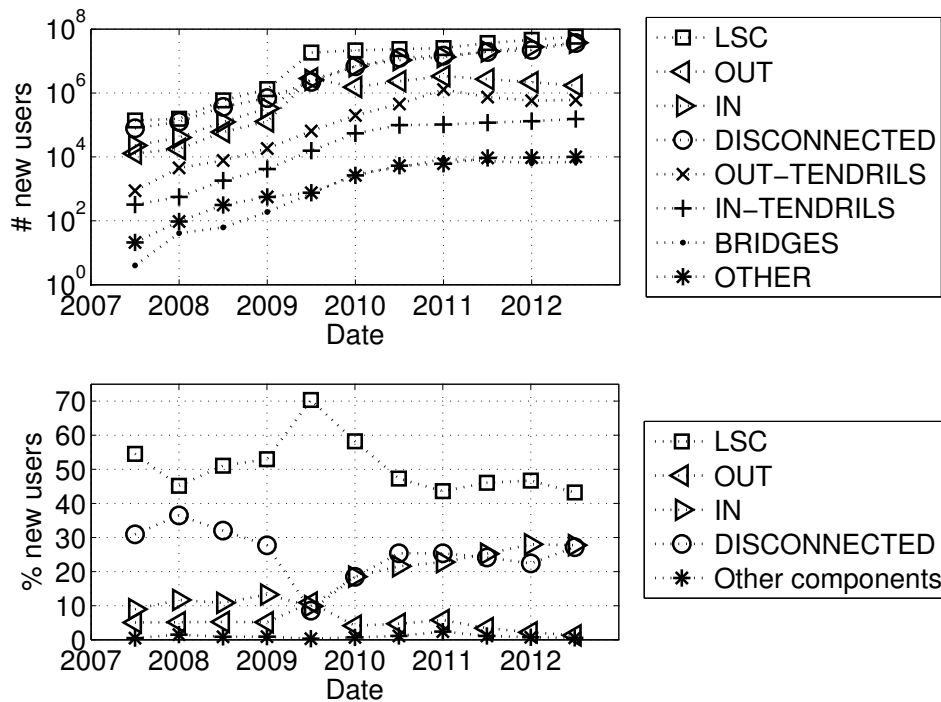 # new users
10^8
10^6
10^4
10^2
10^0
2007 2008 2009 2010 2011 2012
Date
LSC
OUT
IN
DISCONNECTED
OUT-TENDRILS
IN-TENDRILS
BRIDGES
OTHER
% new users
70
60
50
40
30
20
10
0
2007 2008 2009 2010 2011 2012
Date
LSC
OUT
IN
DISCONNECTED
Other components